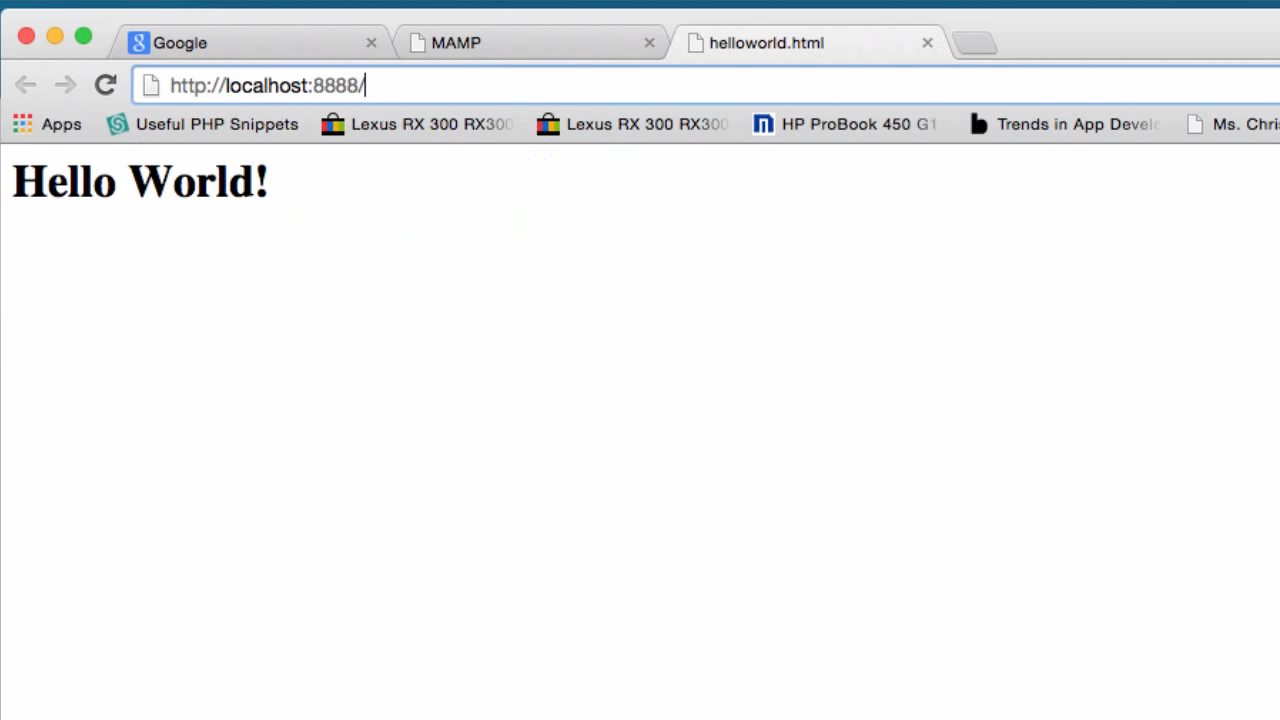 Google
MAMP
helloworld.html
http://localhost:8888/
Apps
Useful PHP Snippets
Lexus RX 300 RX300
Lexus RX 300 RX300
HP ProBook 450 G1
Trends in App Develo
Ms. Chri
Hello World!